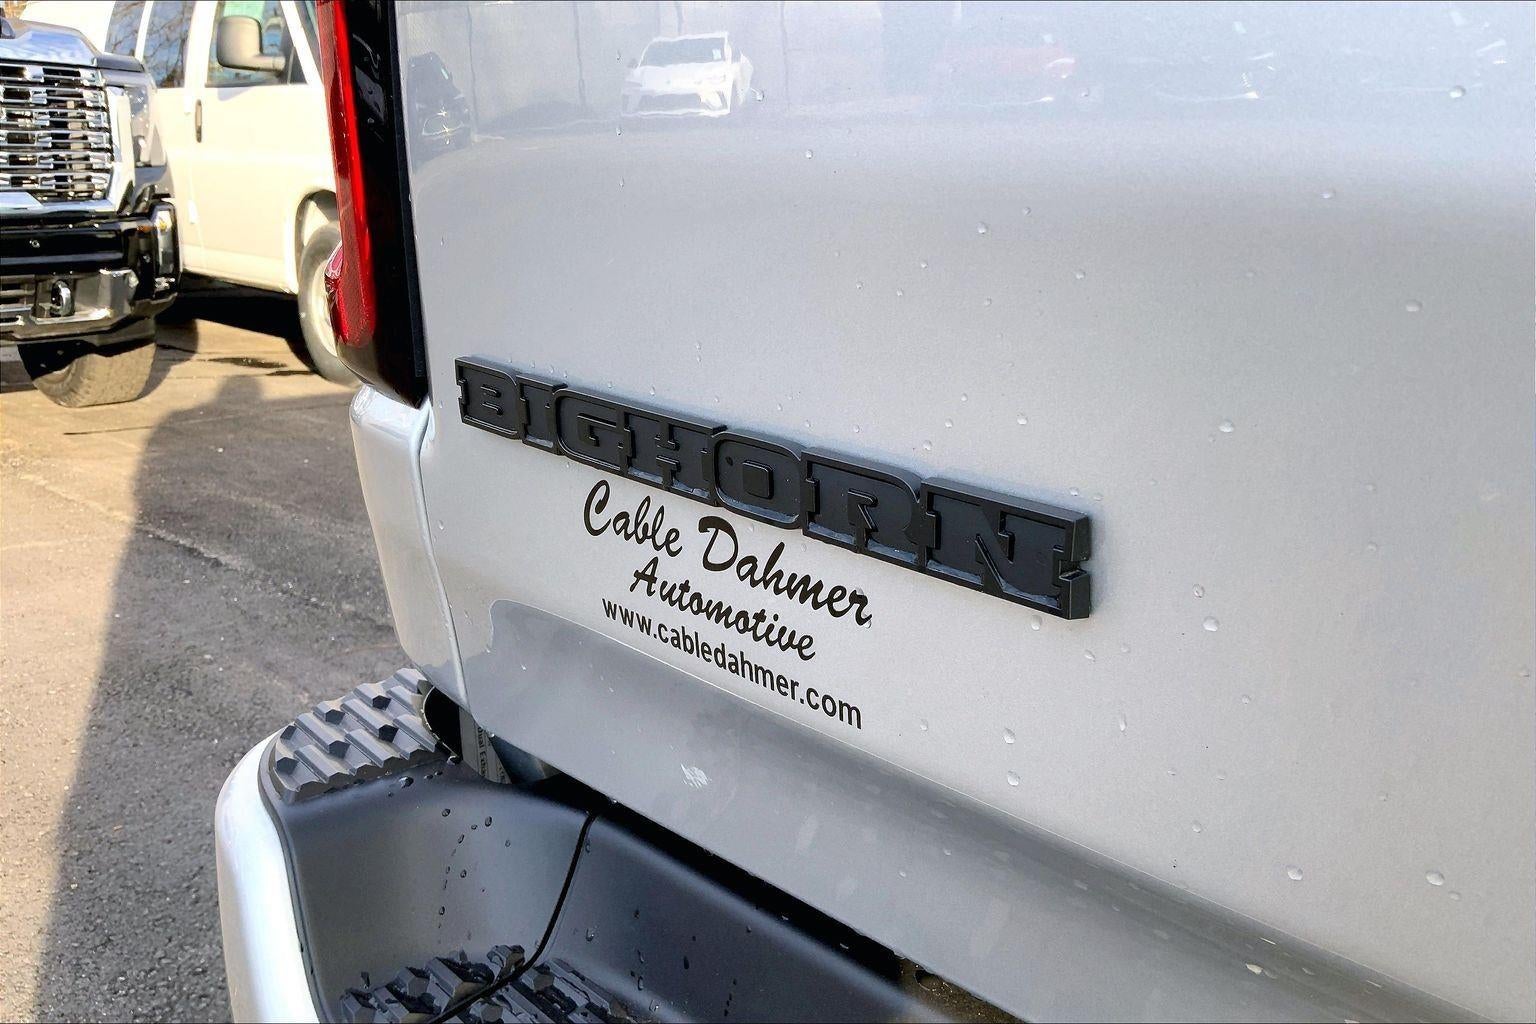 BIGHORN
Cable Dahmer
Automotive
www.cabledahmer.com